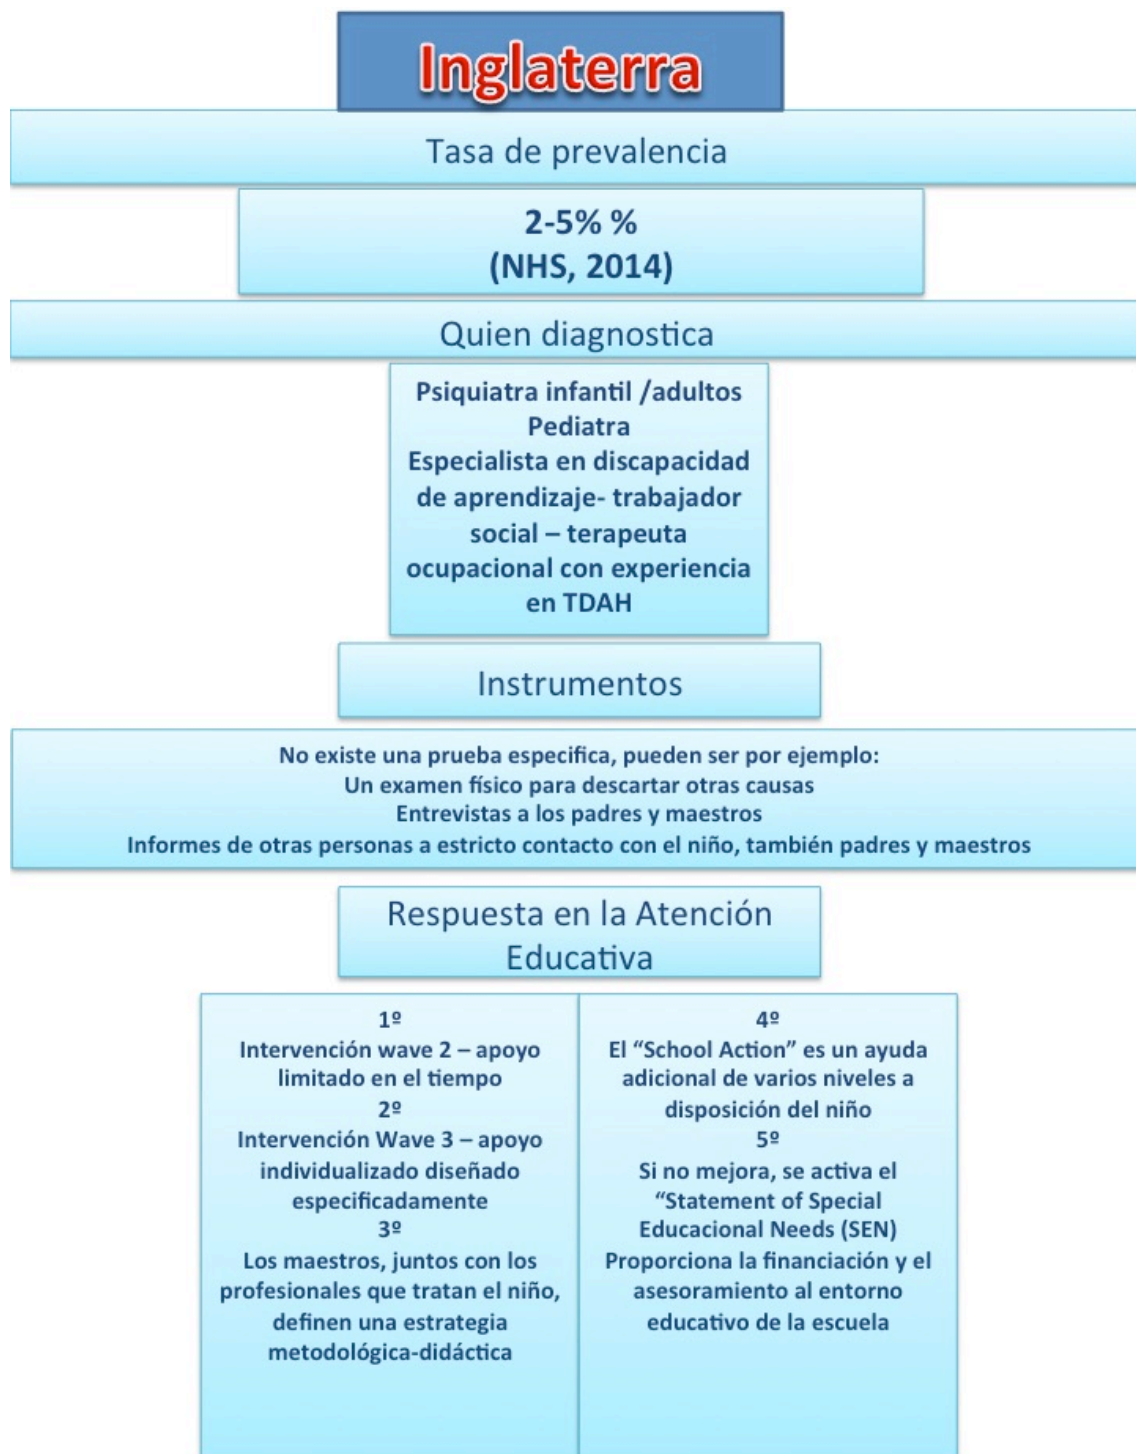 Inglaterra
Tasa de prevalencia
2-5% %
(NHS, 2014)
Quien diagnostica
Psiquiatra infantil /adultos
Pediatra
Especialista en discapacidad
de aprendizaje- trabajador
social – terapeuta
ocupacional con experiencia
en TDAH
Instrumentos
No existe una prueba especifica, pueden ser por ejemplo:
Un examen físico para descartar otras causas
Entrevistas a los padres y maestros
Informes de otras personas a estricto contacto con el niño, también padres y maestros
Respuesta en la Atención
Educativa
1º
Intervención wave 2 – apoyo
limitado en el tiempo
2º
Intervención Wave 3 – apoyo
individualizado diseñado
especificadamente
3º
Los maestros, juntos con los
profesionales que tratan el niño,
definen una estrategia
metodológica-didáctica
4º
El “School Action” es un ayuda
adicional de varios niveles a
disposición del niño
5º
Si no mejora, se activa el
“Statement of Special
Educacional Needs (SEN)
Proporciona la financiación y el
asesoramiento al entorno
educativo de la escuela